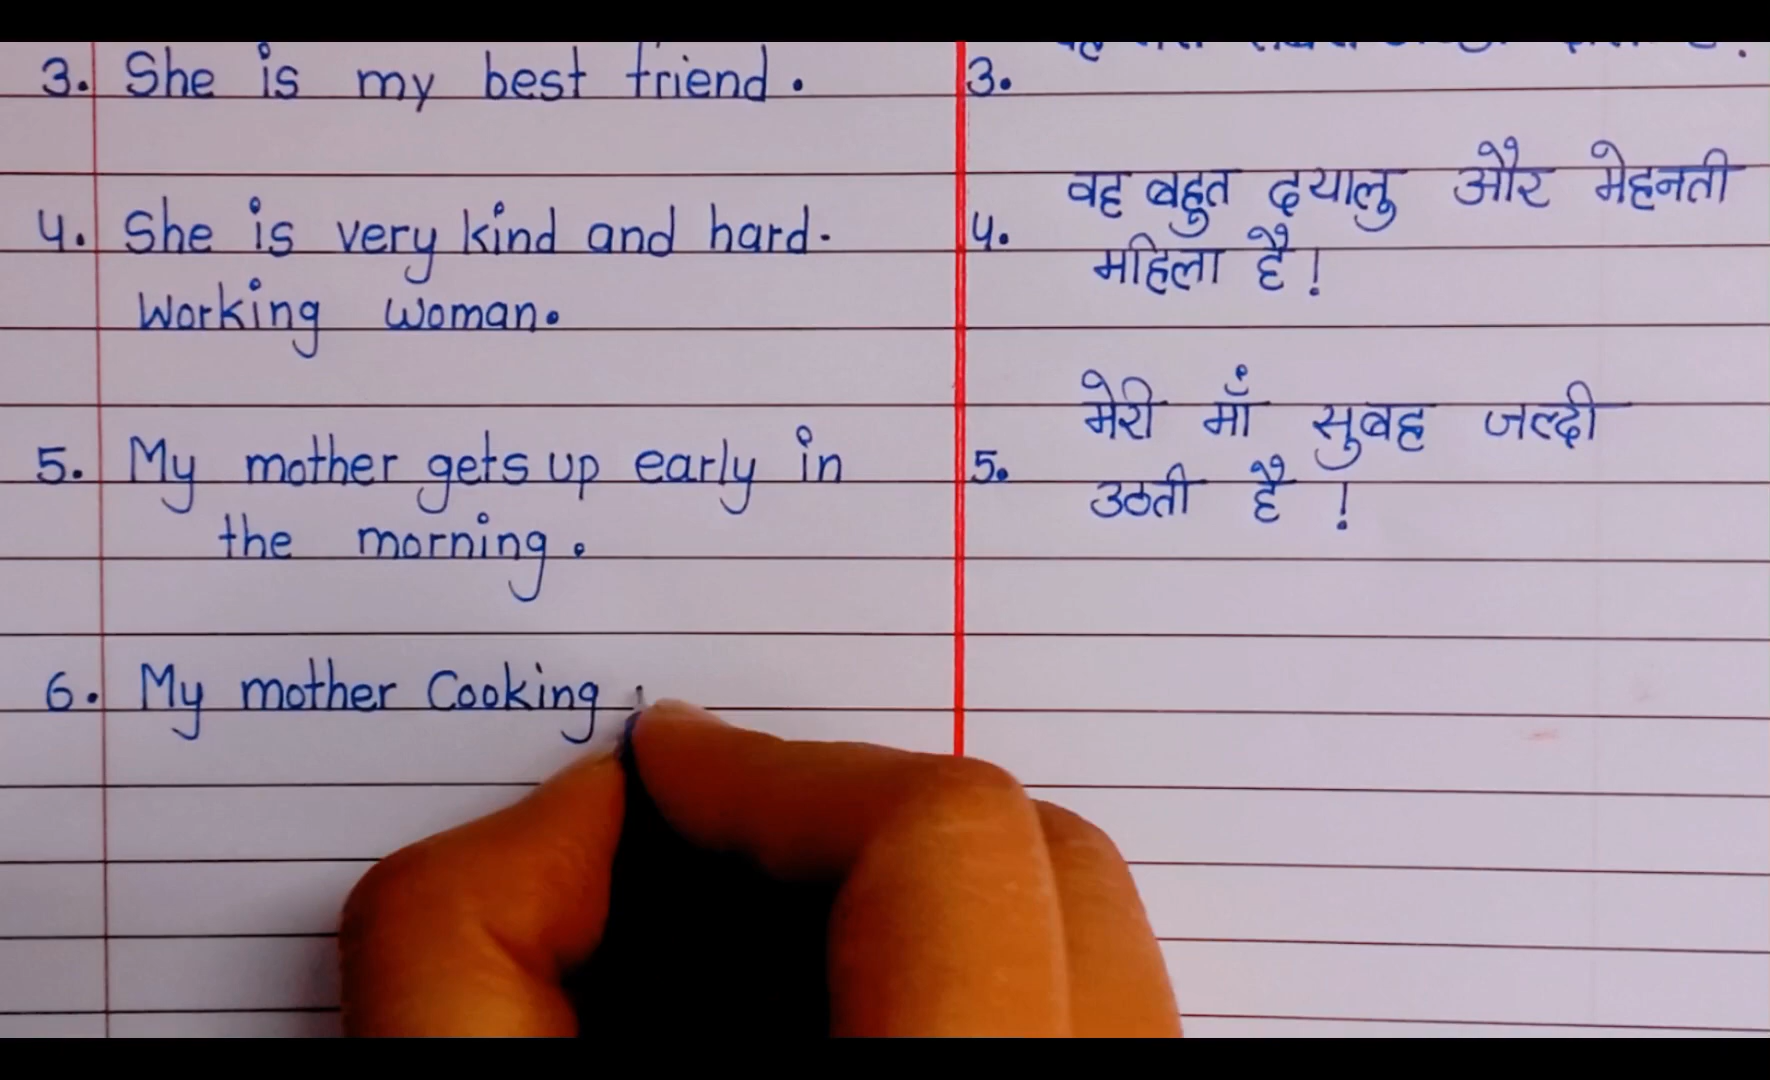 3. She is my best friend.
3.
4. She is very kind and hard-
working woman.
4. वह बहुत दयालु और मेहनती
महिला है!
5. My mother gets up early in
the morning.
5. मेरी माँ सुबह जल्दी
उठती है!
6. My mother Cooking